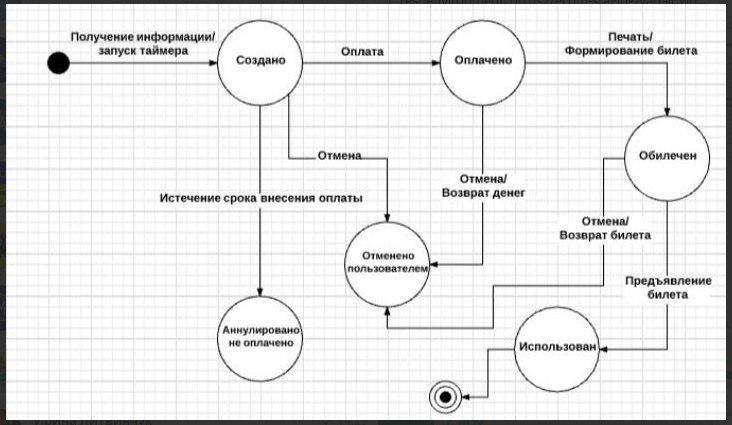 Получение информации/
запуск таймера
Создано
Оплата
Оплачено
Печать/
Формирование билета
Обилечен
Отмена
Отмена/
Возврат денег
Истечение срока внесения оплаты
Отмена/
Возврат билета
Отменено
пользователем
Предъявление
билета
Аннулировано
не оплачено
Использован